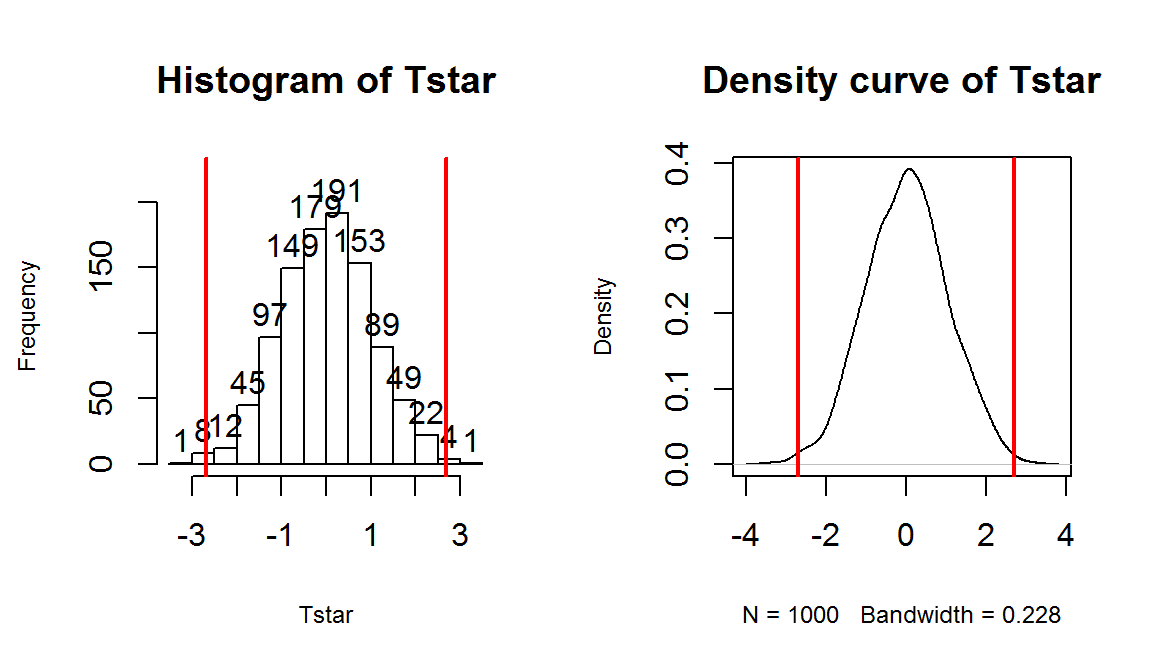 Histogram of Tstar
Frequency
0 50 150
1 8 12 45 97 149 179 191 153 89 49 22 4 1
-3 -1 1 3
Tstar
Density curve of Tstar
Density
0.0 0.1 0.2 0.3 0.4
-4 -2 0 2 4
N = 1000 Bandwidth = 0.228